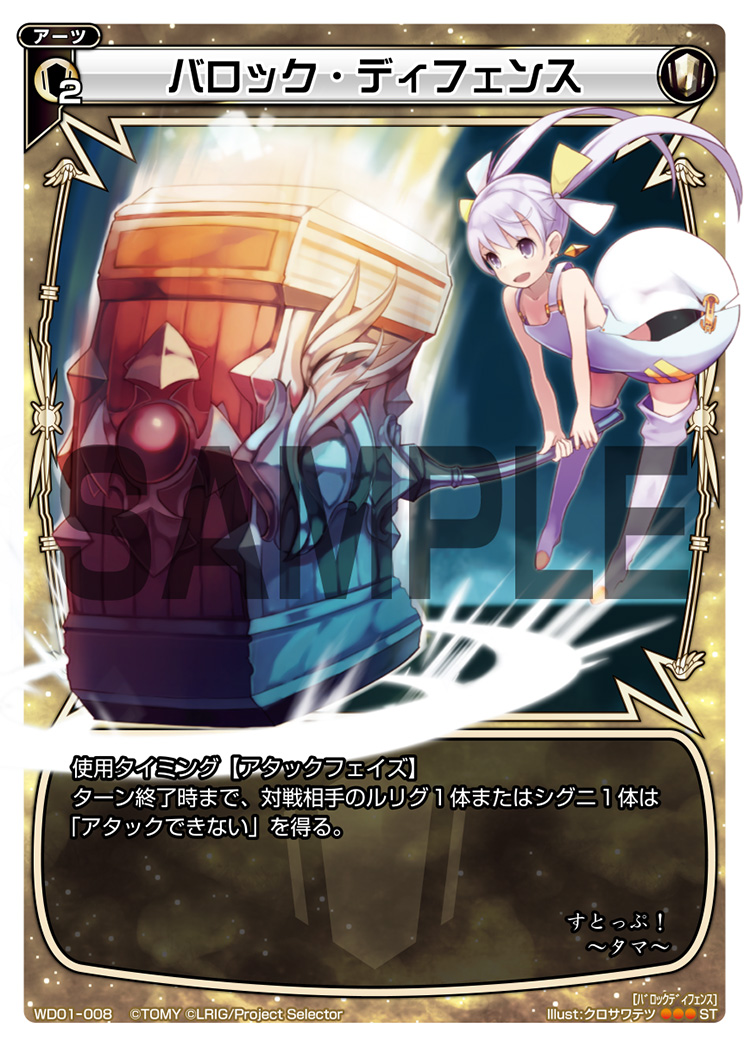 アーツ
バロック・ディフェンス
2
SAMPLE
使用タイミング【アタックフェイズ】
ターン終了時まで、対戦相手のルリグ1体またはシグニ1体は
「アタックできない」を得る。
すとっぷ!
～タマ～
[バロックディフェンス]
WD01-008 ©TOMY ©LRIG/Project Selector
Illust:クロサワテツ ST